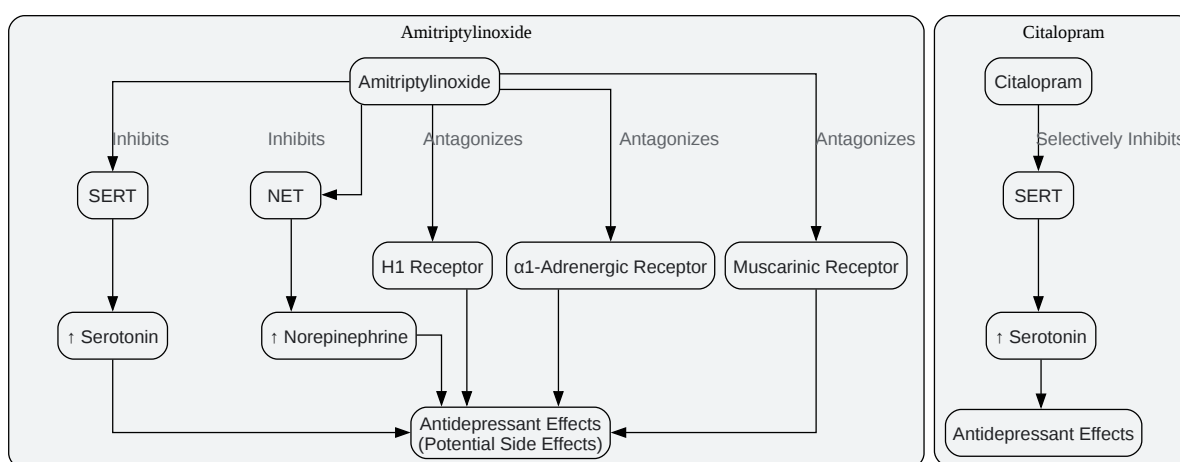 Amitriptylinoxide
Citalopram
Amitriptylinoxide
Citalopram
Inhibits
Inhibits
Antagonizes
Antagonizes
Antagonizes
Selectively Inhibits
SERT
NET
SERT
H1 Receptor
α1-Adrenergic Receptor
Muscarinic Receptor
↑ Serotonin
↑ Norepinephrine
↑ Serotonin
Antidepressant Effects
(Potential Side Effects)
Antidepressant Effects